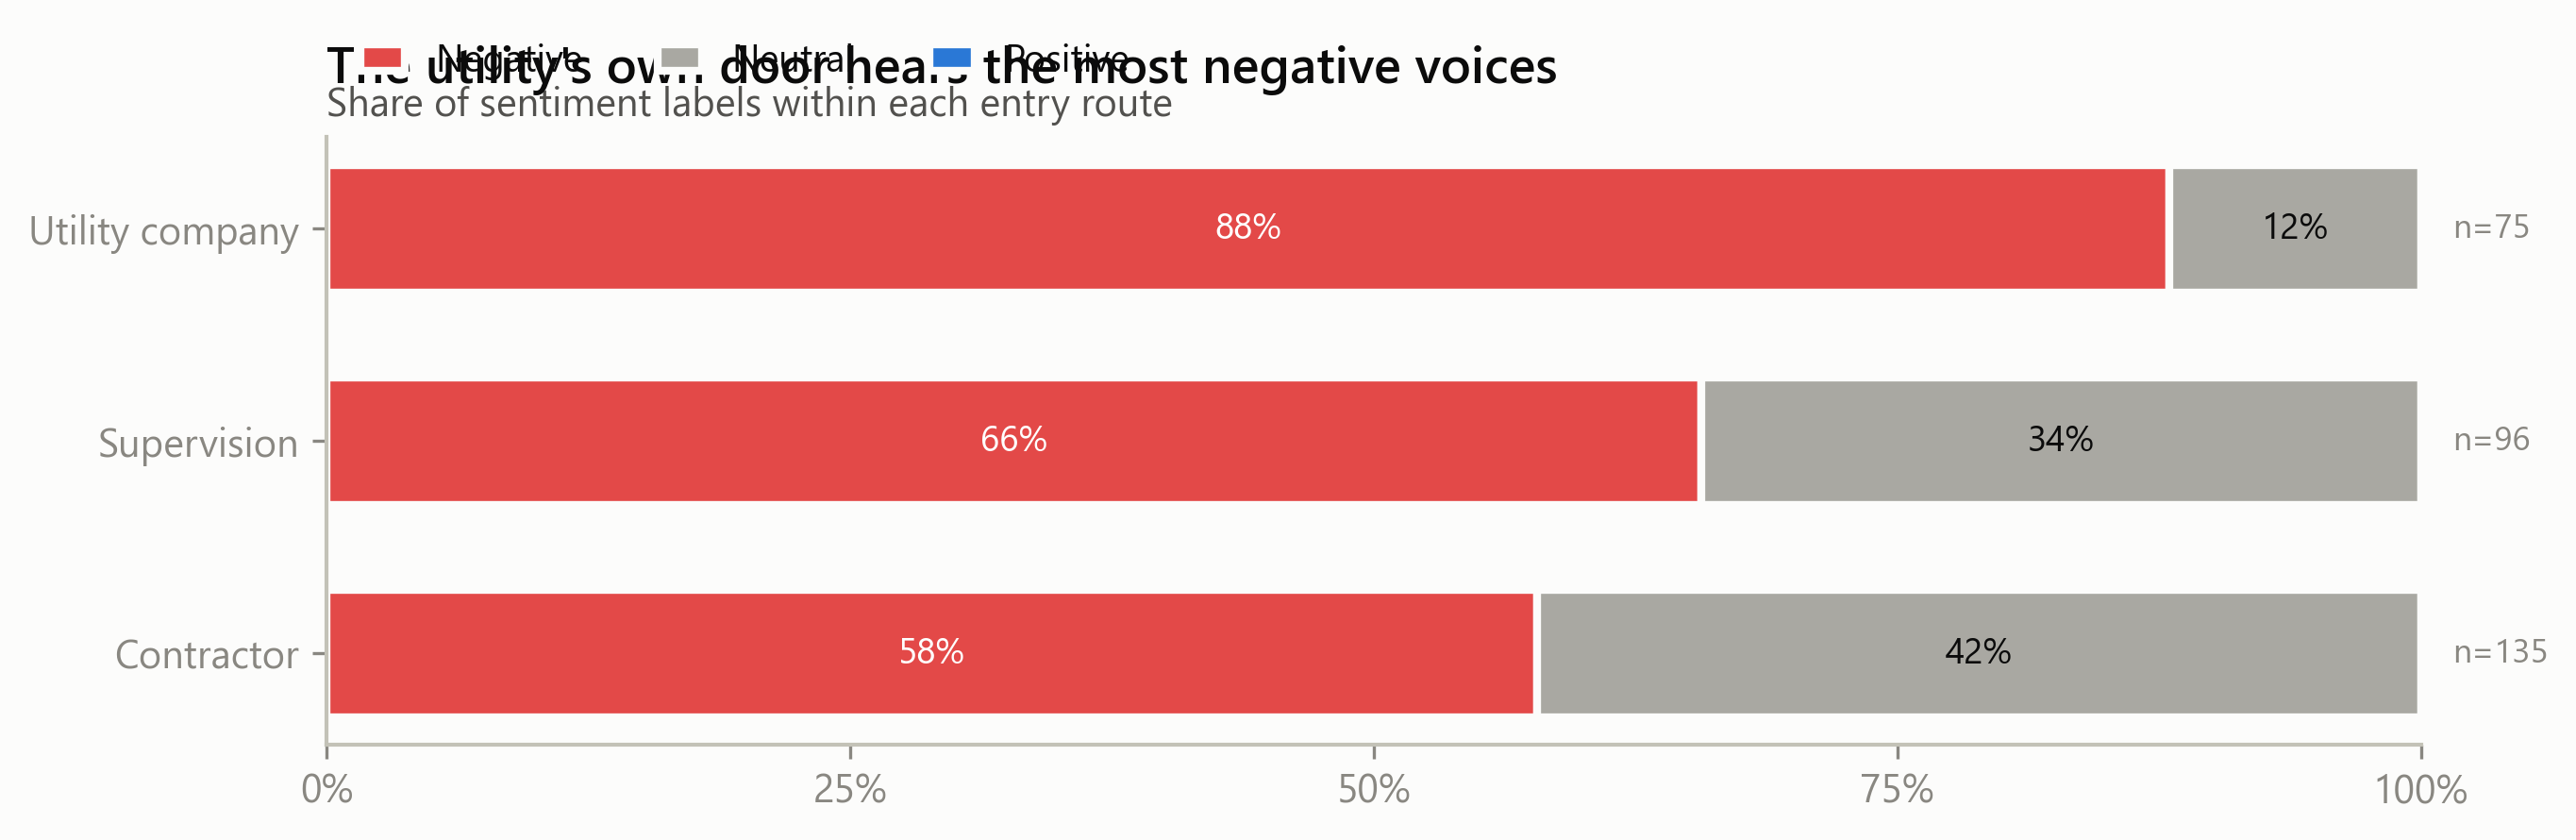 The utility's own door hears the most negative voices
Negative Neutral Positive
Share of sentiment labels within each entry route
Utility company 88% 12% n=75
Supervision 66% 34% n=96
Contractor 58% 42% n=135
0% 25% 50% 75% 100%